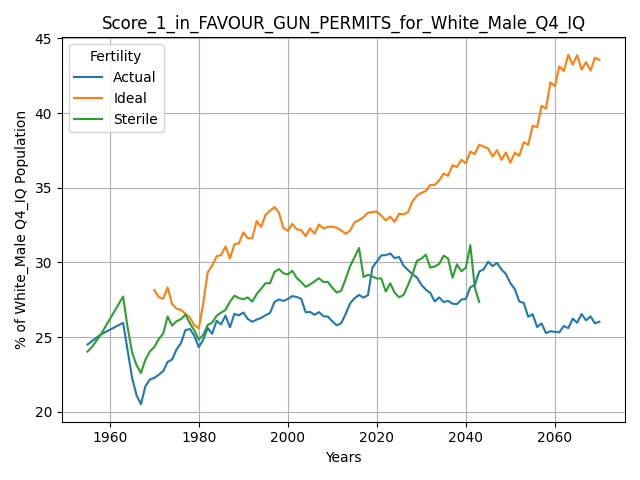 Score_1_in_FAVOUR_GUN_PERMITS_for_White_Male_Q4_IQ
Fertility
Actual
Ideal
Sterile
% of White_Male Q4_IQ Population
45
40
35
30
25
20
1960
1980
2000
2020
2040
2060
Years